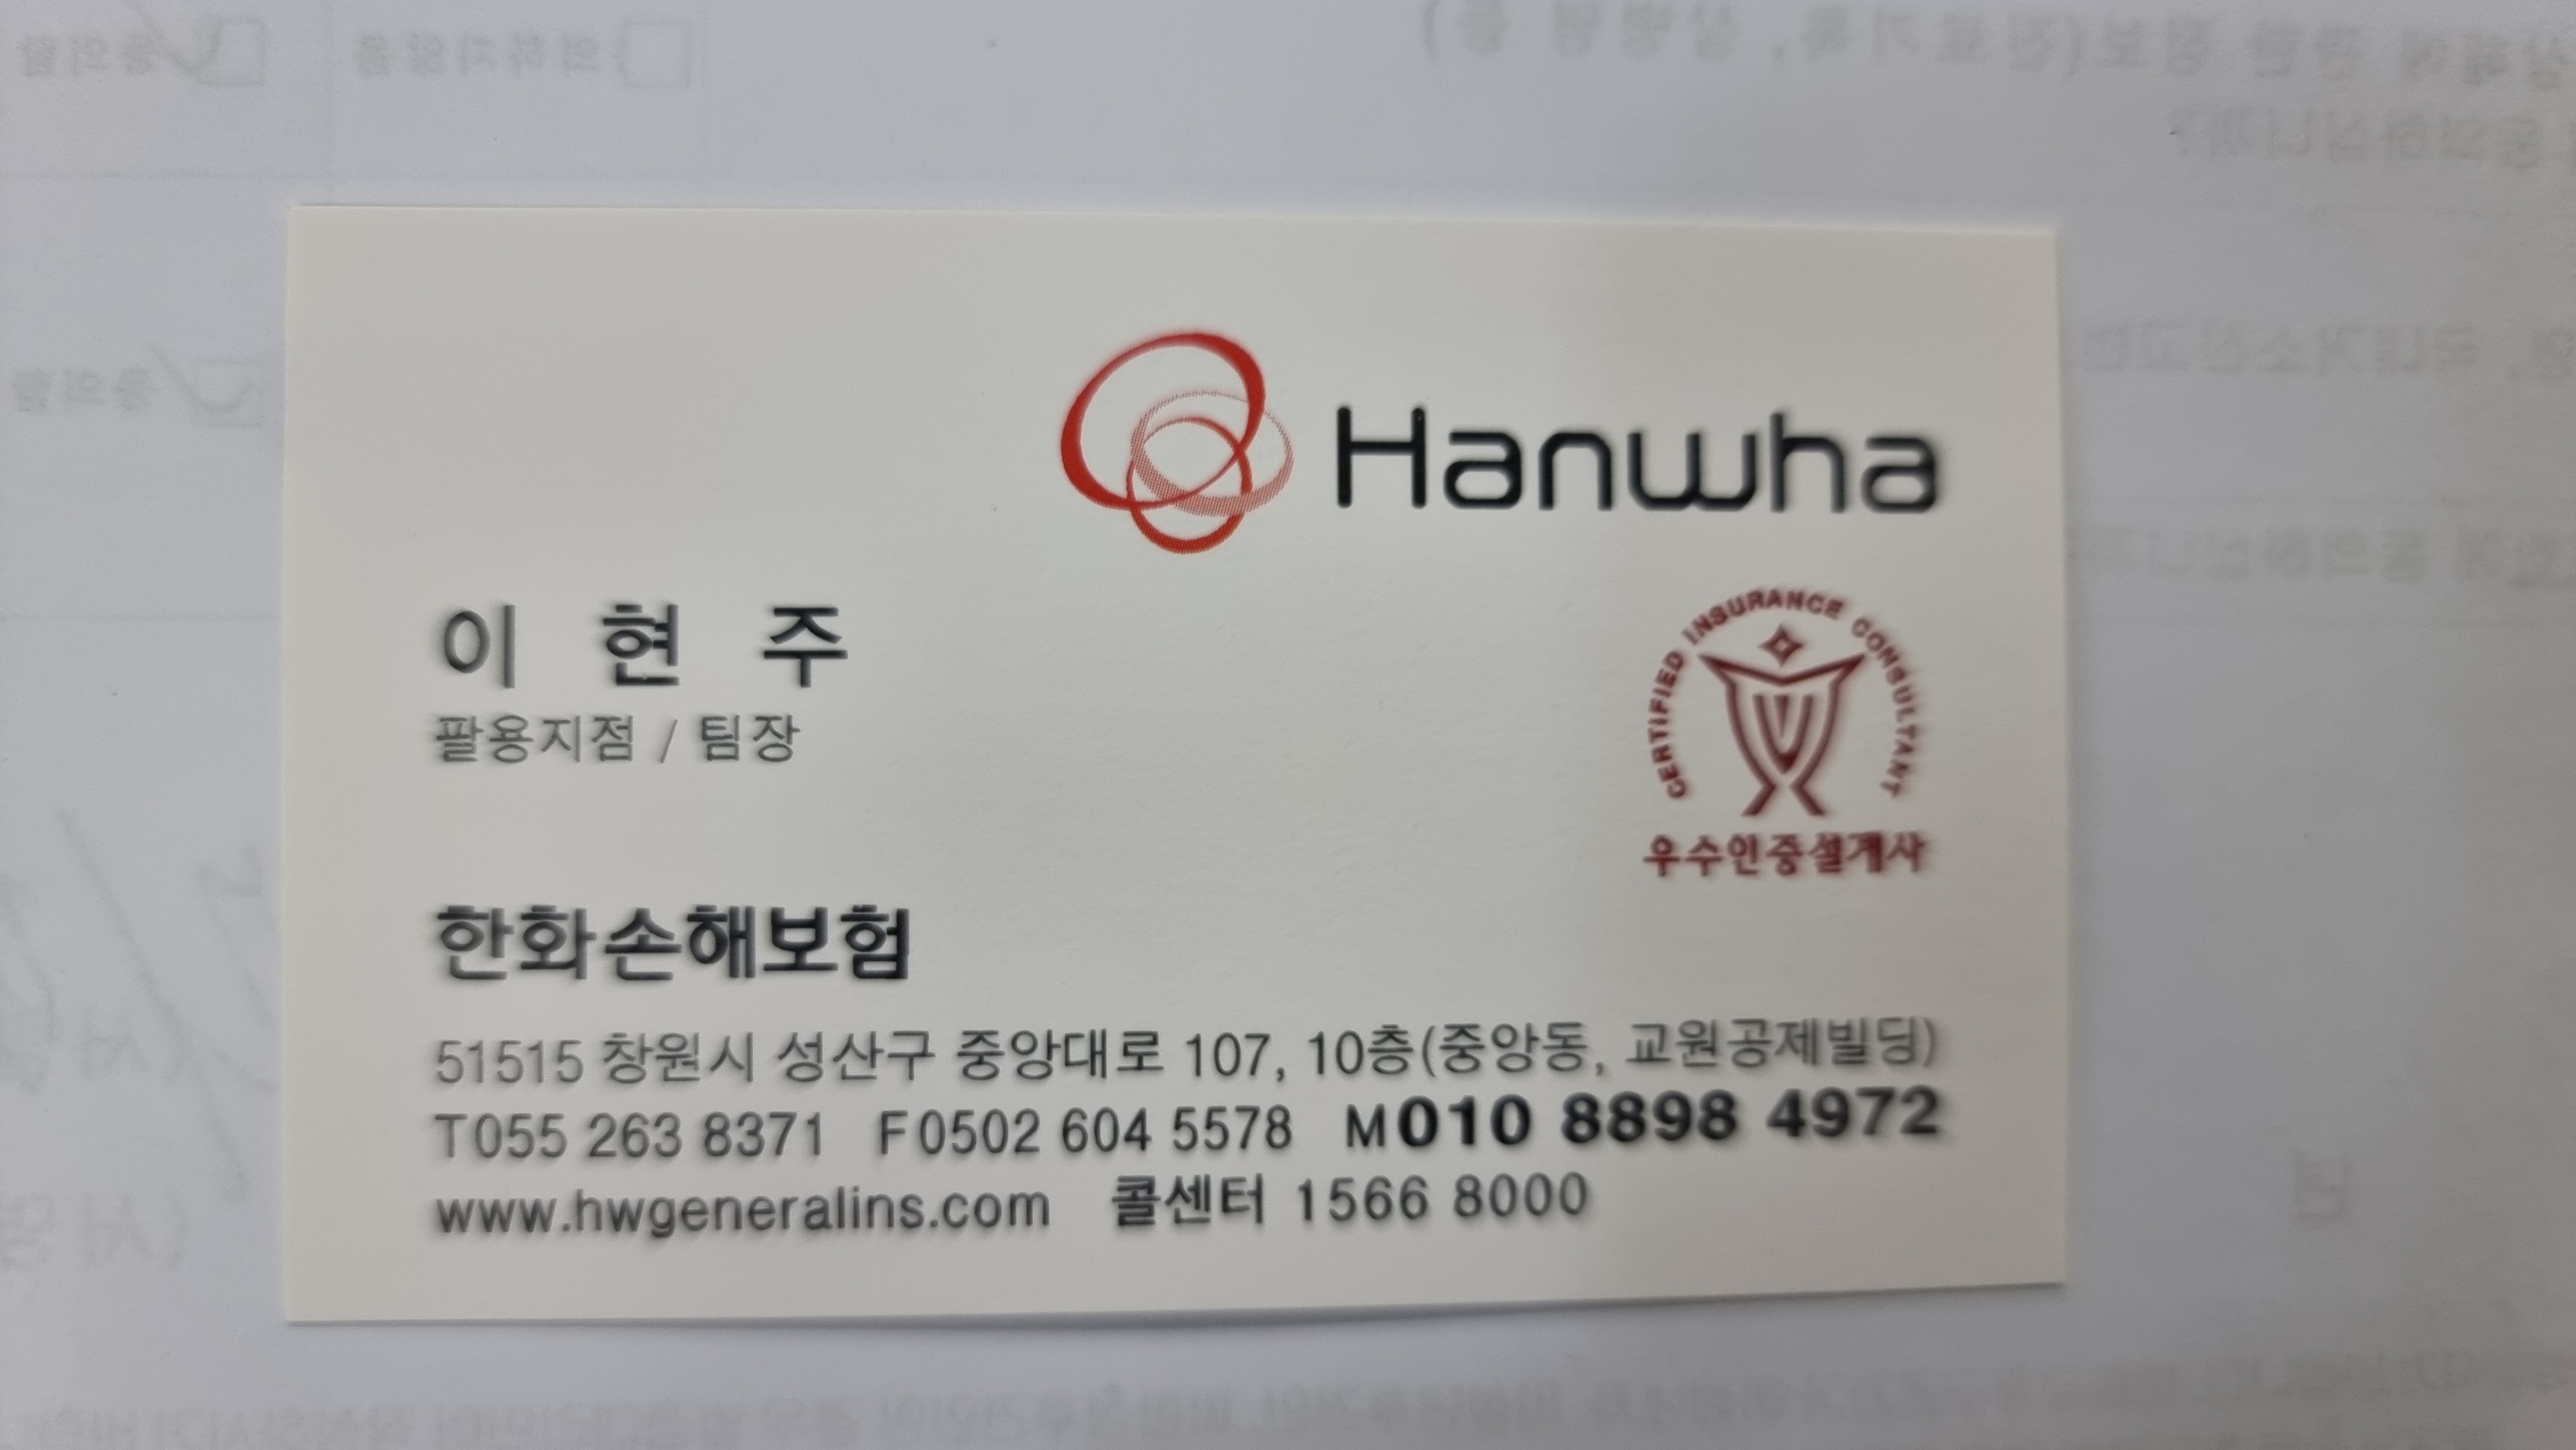 Hanwha
이 현 주
팔용지점 / 팀장
CERTIFIED INSURANCE CONSULTANT
우수인증설계사
한화손해보험
51515 창원시 성산구 중앙대로 107, 10층(중앙동, 교원공제빌딩)
T055 263 8371 F0502 604 5578 M010 8898 4972
www.hwgeneralins.com 콜센터 1566 8000